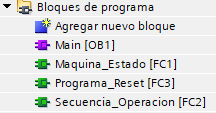 Bloques de programa
Agregar nuevo bloque
Main [OB1]
Maquina_Estado [FC1]
Programa_Reset [FC3]
Secuencia_Operacion [FC2]